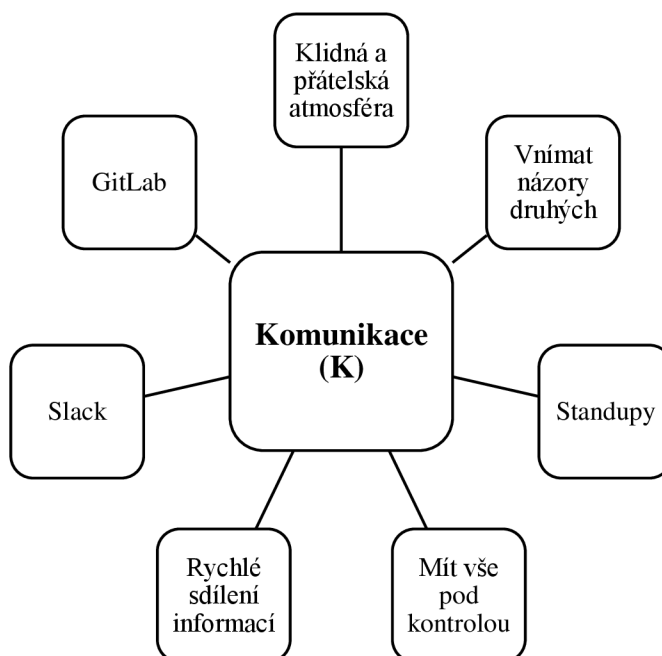 Klidná a
přátelská
atmosféra
GitLab
Vnímat
názory
druhých
Komunikace
(K)
Slack
Standupy
Rychlé
sdílení
informací
Mít vše
pod
kontrolou